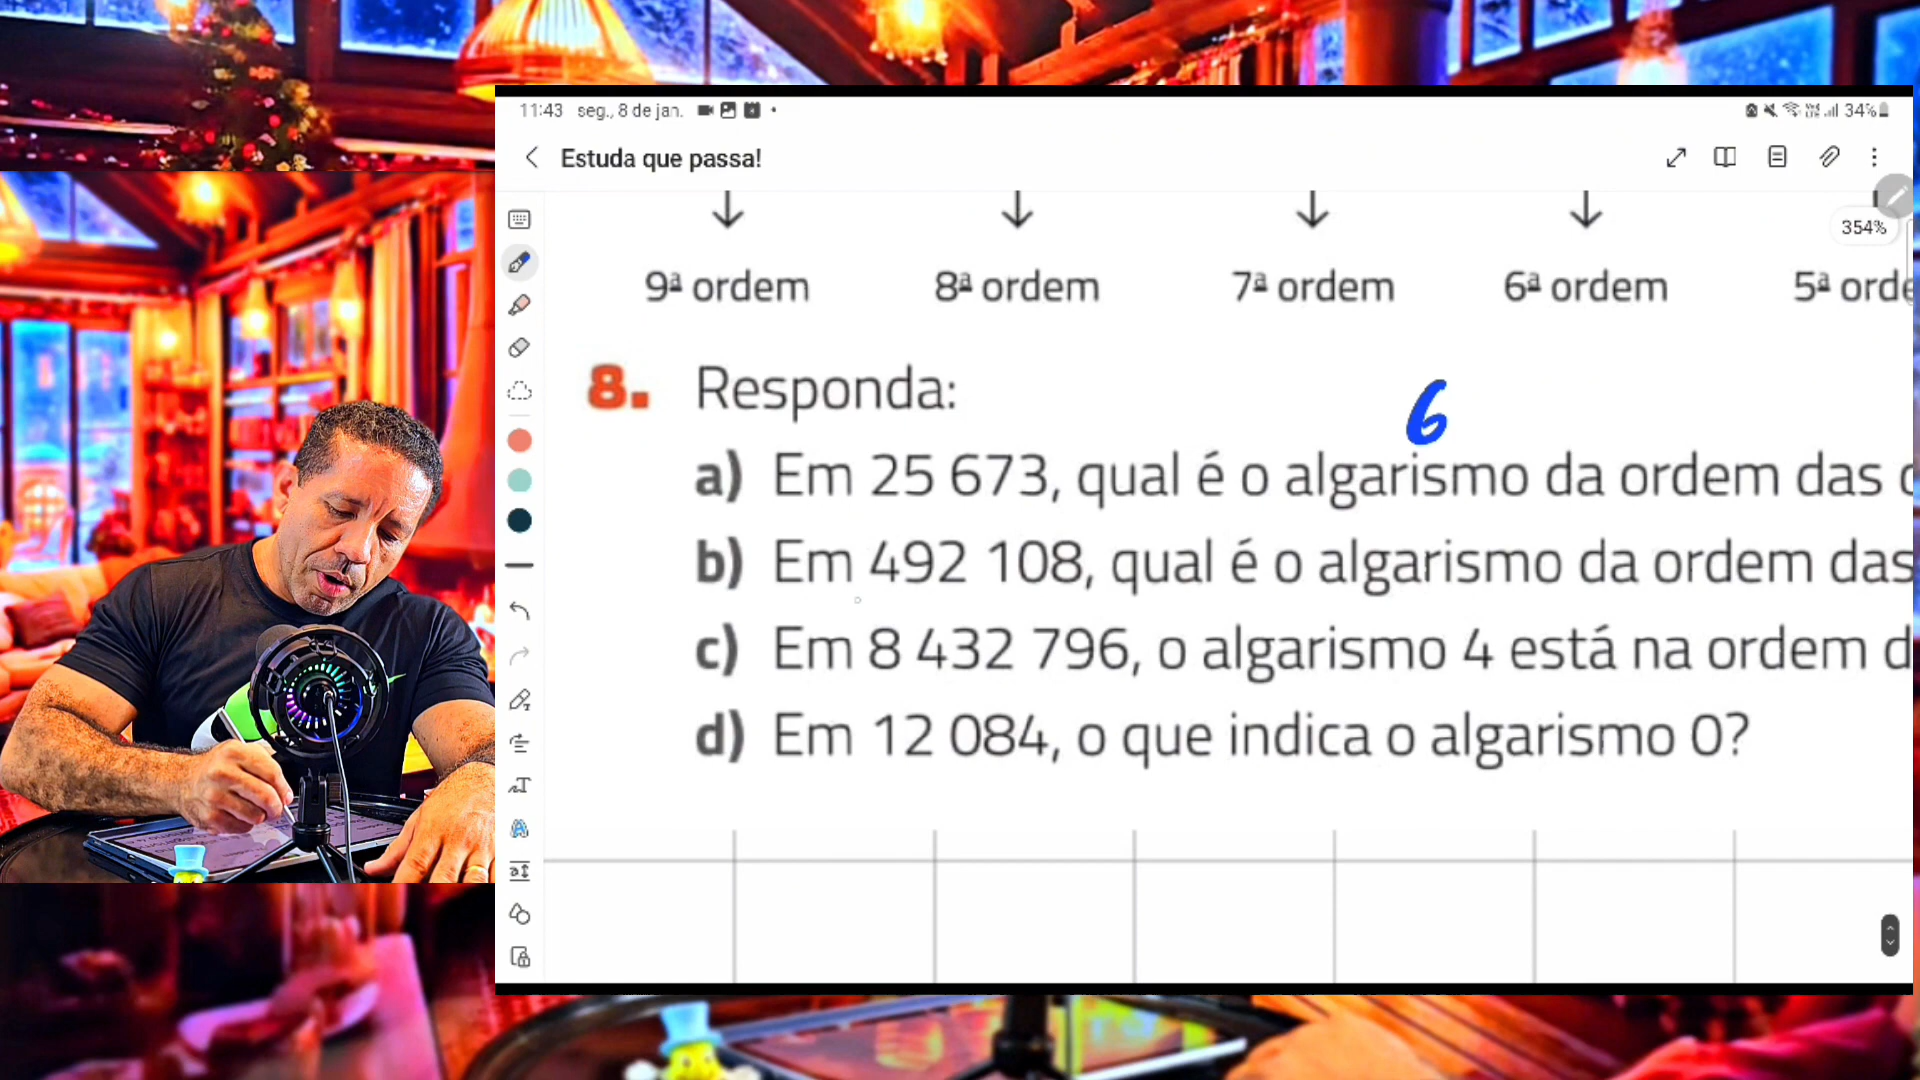 11:43 seg., 8 de jan. 34%
Estuda que passa!
354%
9ª ordem 8ª ordem 7ª ordem 6ª ordem 5ª orde
8. Responda:
6
a) Em 25 673, qual é o algarismo da ordem das
b) Em 492 108, qual é o algarismo da ordem das
c) Em 8 432 796, o algarismo 4 está na ordem d
d) Em 12 084, o que indica o algarismo 0?